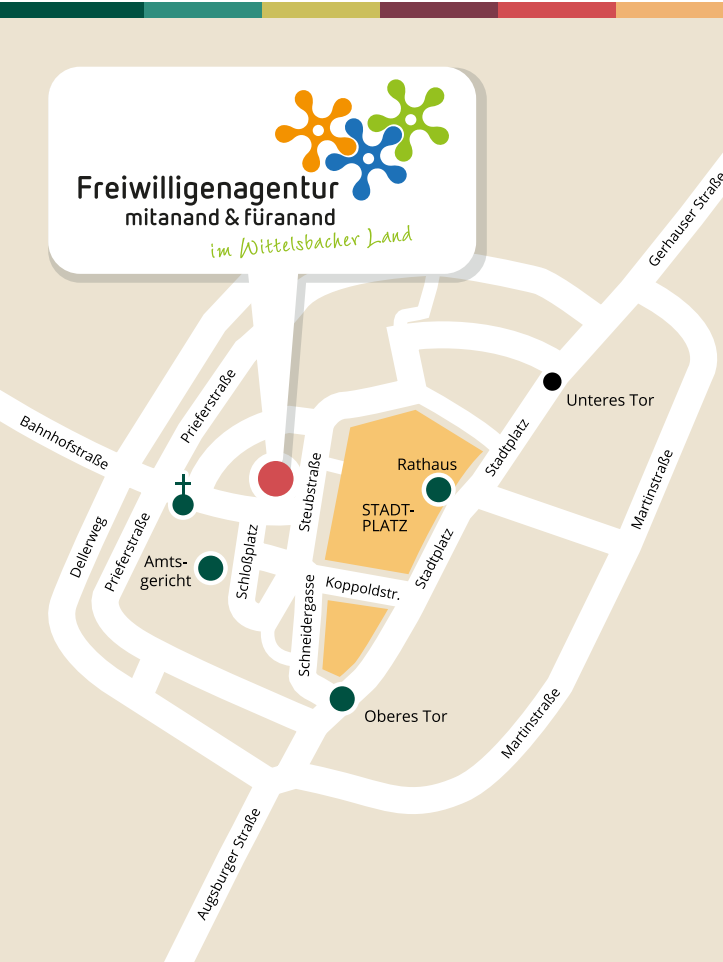 Freiwilligenagentur
mitanand & füranand
im Wittelsbacher Land
Gerhauser Straße
Unteres Tor
Prieferstraße
Bahnhofstraße
Stadtplatz
Rathaus
Steubstraße
Martinstraße
STADT-
PLATZ
Dellerweg
Prieferstraße
Schloßplatz
Stadtplatz
Amts-
gericht
Koppoldstr.
Schneidergasse
Oberes Tor
Martinstraße
Augsburger Straße